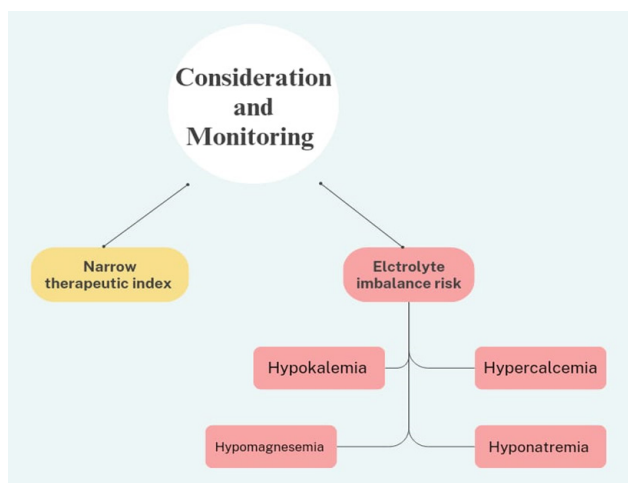 Consideration
and
Monitoring
Narrow
therapeutic index
Elctrolyte
imbalance risk
Hypokalemia
Hypercalcemia
Hypomagnesemia
Hyponatremia